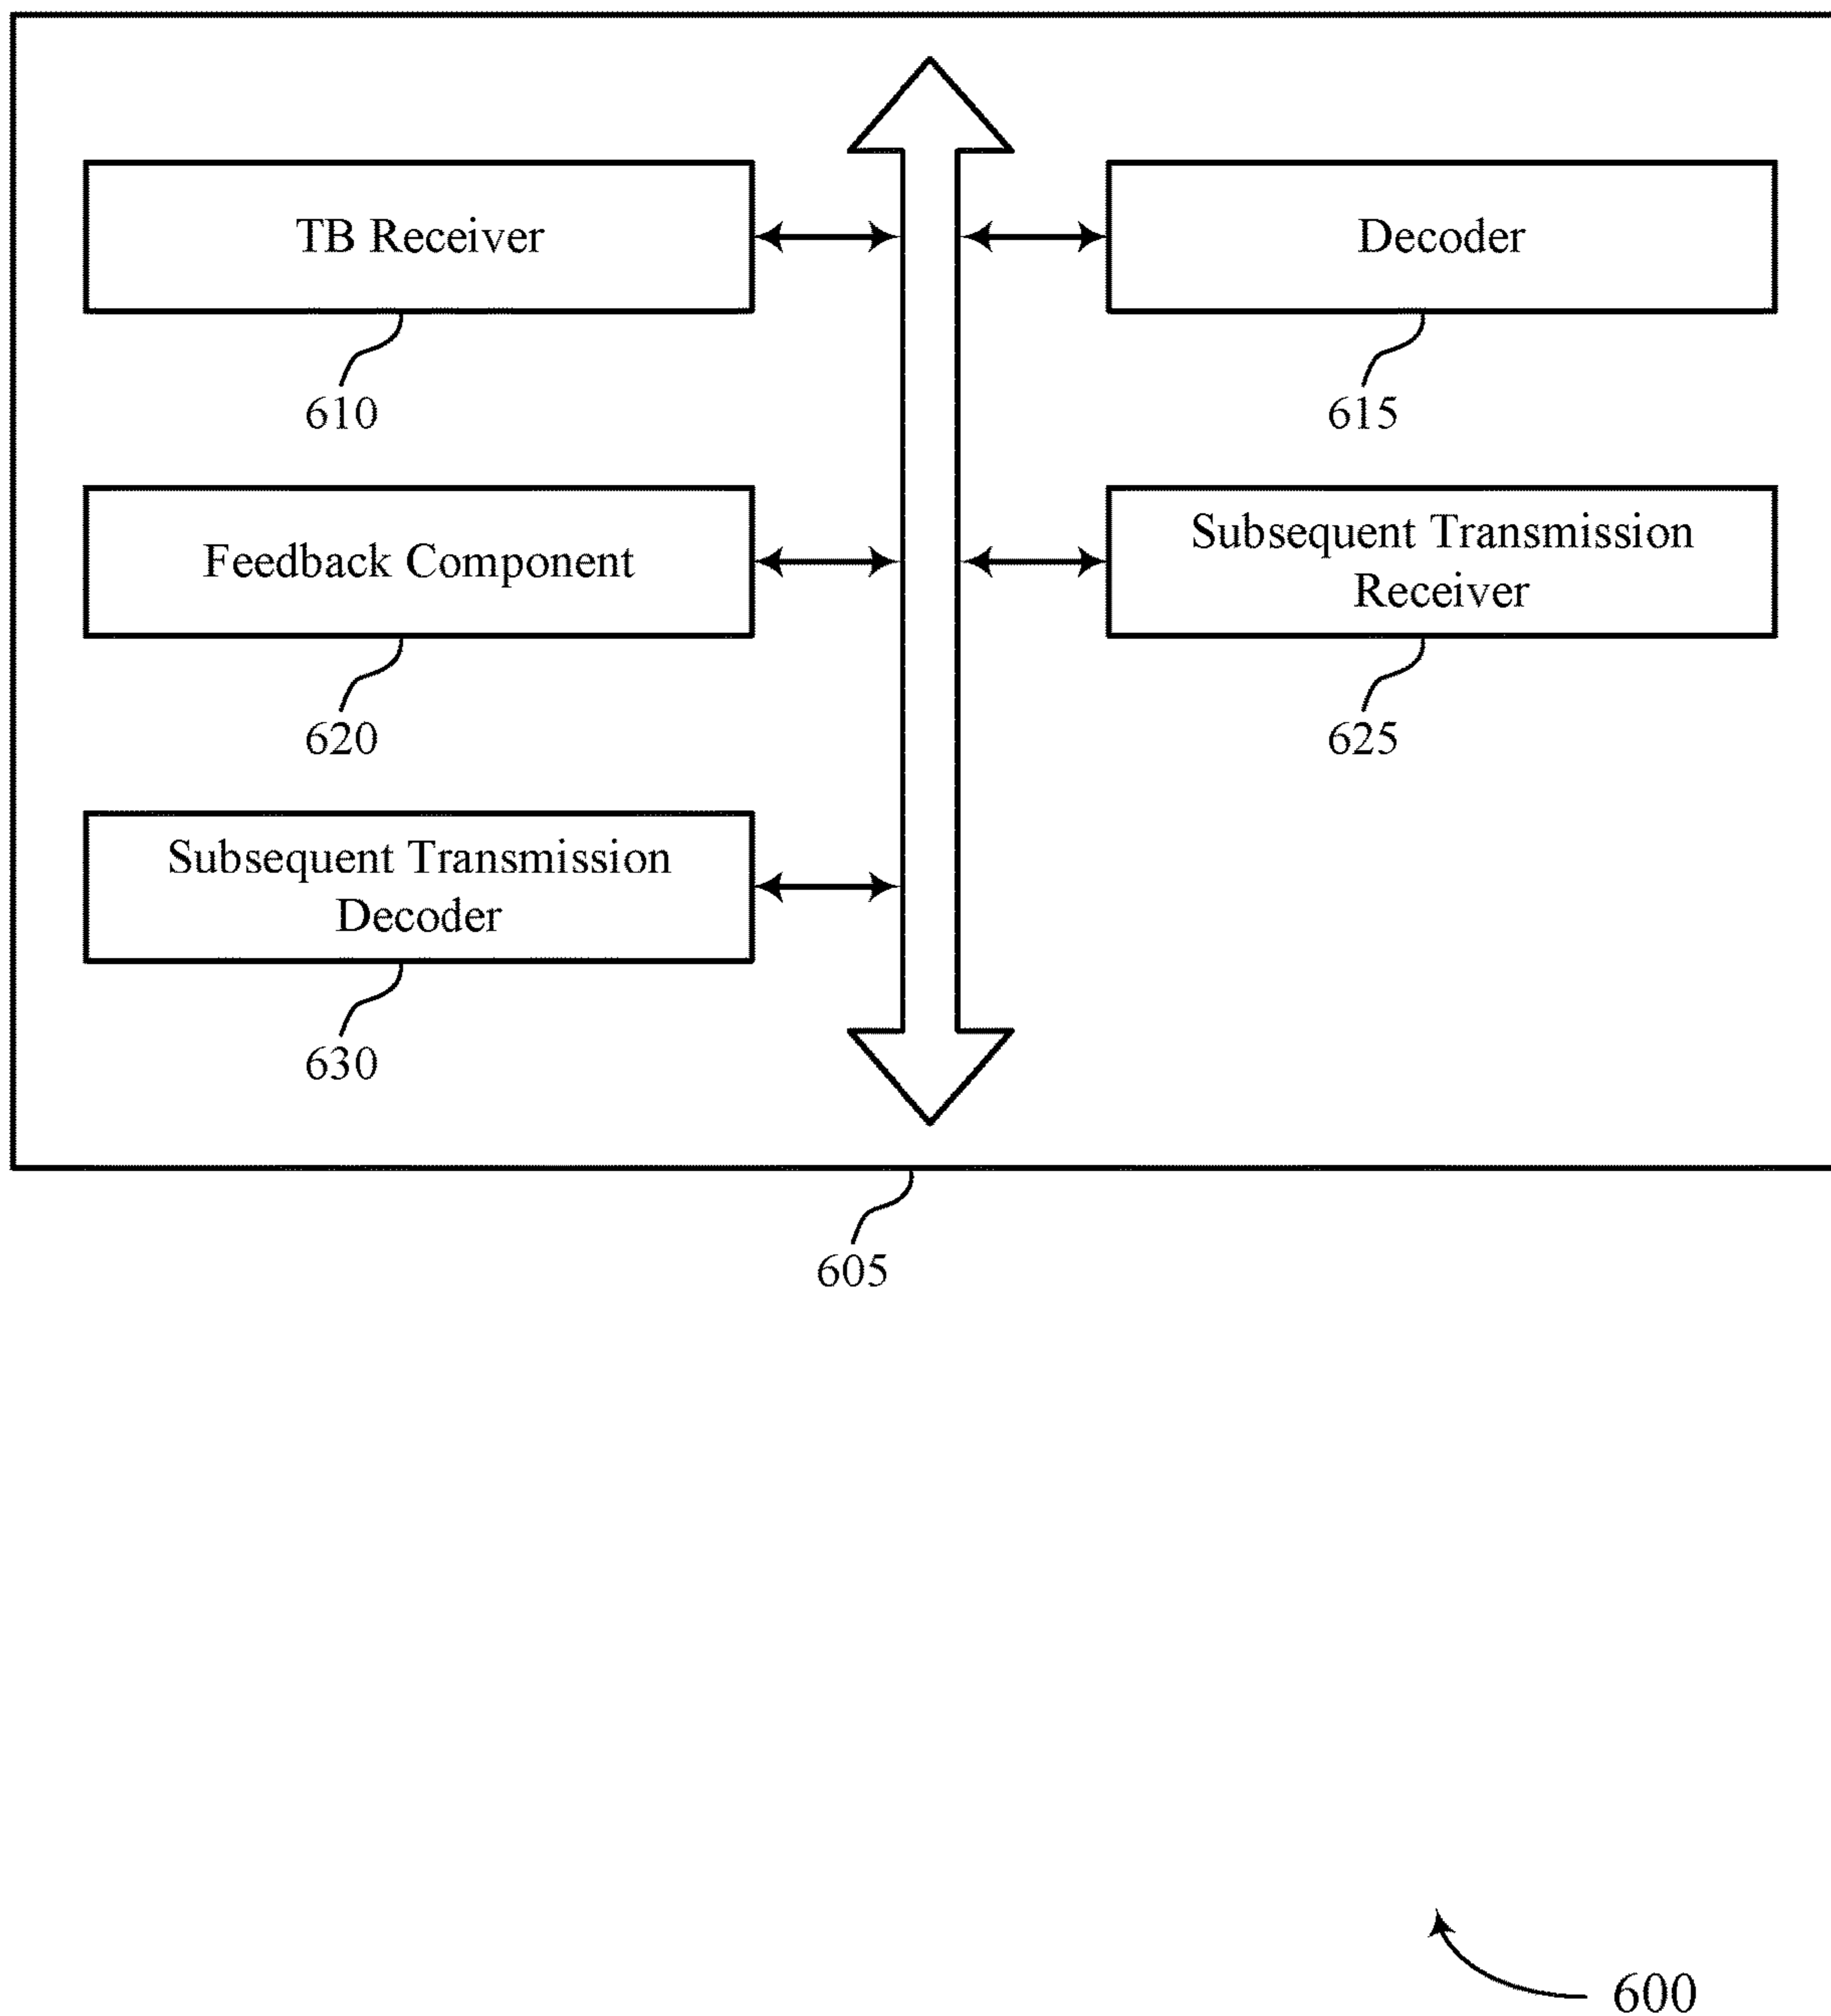 TB Receiver
Decoder
610
615
Feedback Component
Subsequent Transmission
Receiver
620
625
Subsequent Transmission
Decoder
630
605
600